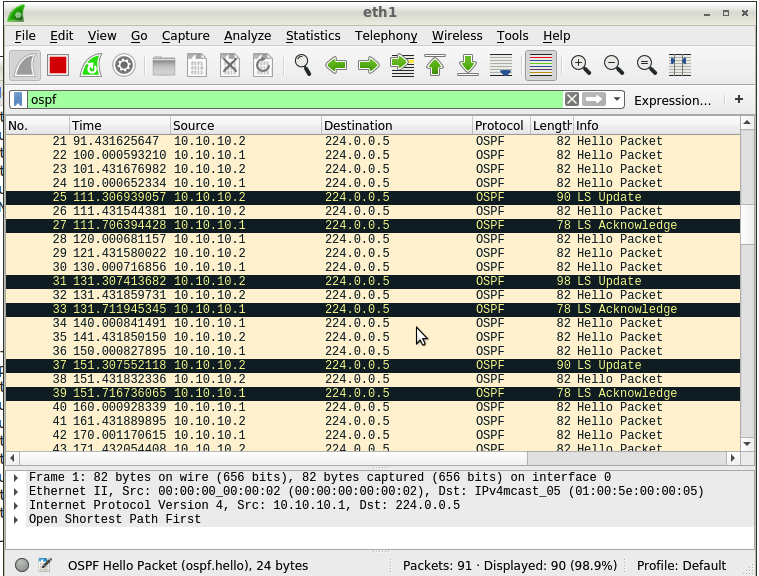 eth1
File Edit View Go Capture Analyze Statistics Telephony Wireless Tools Help
ospf Expression... +
No. Time Source Destination Protocol Length Info
21 91.431625647 10.10.10.2 224.0.0.5 OSPF 82 Hello Packet
22 100.000593210 10.10.10.1 224.0.0.5 OSPF 82 Hello Packet
23 101.431676982 10.10.10.2 224.0.0.5 OSPF 82 Hello Packet
24 110.000652334 10.10.10.1 224.0.0.5 OSPF 82 Hello Packet
25 111.306939057 10.10.10.2 224.0.0.5 OSPF 90 LS Update
26 111.431544381 10.10.10.2 224.0.0.5 OSPF 82 Hello Packet
27 111.706394428 10.10.10.1 224.0.0.5 OSPF 78 LS Acknowledge
28 120.000681157 10.10.10.1 224.0.0.5 OSPF 82 Hello Packet
29 121.431580022 10.10.10.2 224.0.0.5 OSPF 82 Hello Packet
30 130.000716856 10.10.10.1 224.0.0.5 OSPF 82 Hello Packet
31 131.307413682 10.10.10.2 224.0.0.5 OSPF 98 LS Update
32 131.431859731 10.10.10.2 224.0.0.5 OSPF 82 Hello Packet
33 131.711945345 10.10.10.1 224.0.0.5 OSPF 78 LS Acknowledge
34 140.000841491 10.10.10.1 224.0.0.5 OSPF 82 Hello Packet
35 141.431850150 10.10.10.2 224.0.0.5 OSPF 82 Hello Packet
36 150.000827895 10.10.10.1 224.0.0.5 OSPF 82 Hello Packet
37 151.307552118 10.10.10.2 224.0.0.5 OSPF 90 LS Update
38 151.431832336 10.10.10.2 224.0.0.5 OSPF 82 Hello Packet
39 151.716736065 10.10.10.1 224.0.0.5 OSPF 78 LS Acknowledge
40 160.000928339 10.10.10.1 224.0.0.5 OSPF 82 Hello Packet
41 161.431889895 10.10.10.2 224.0.0.5 OSPF 82 Hello Packet
42 170.001170615 10.10.10.1 224.0.0.5 OSPF 82 Hello Packet
43 171.432054408 10.10.10.2 224.0.0.5 OSPF 82 Hello Packet
Frame 1: 82 bytes on wire (656 bits), 82 bytes captured (656 bits) on interface 0
Ethernet II, Src: 00:00:00_00:00:02 (00:00:00:00:00:02), Dst: IPv4mcast_05 (01:00:5e:00:00:05)
Internet Protocol Version 4, Src: 10.10.10.1, Dst: 224.0.0.5
Open Shortest Path First
OSPF Hello Packet (ospf.hello), 24 bytes Packets: 91 · Displayed: 90 (98.9%) Profile: Default